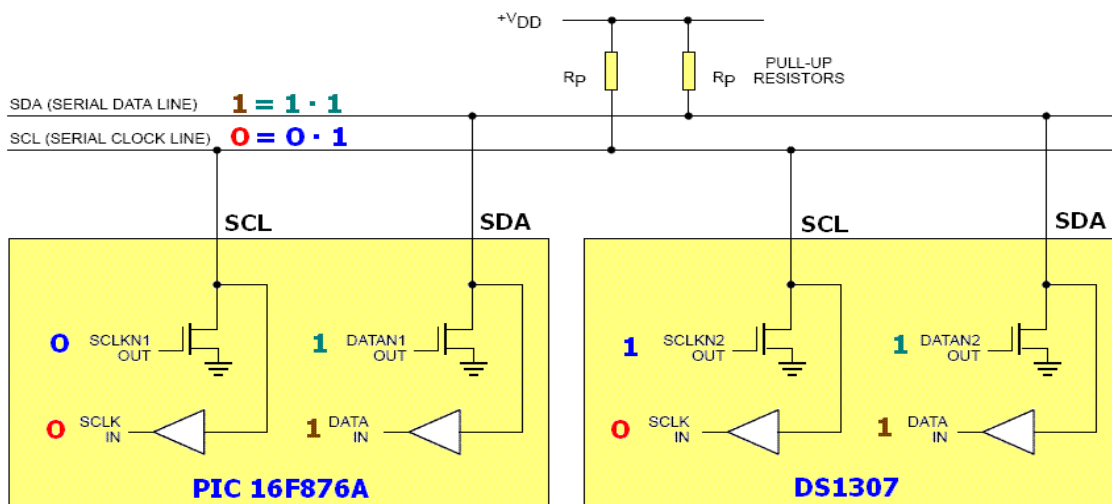 +VDD
RP
RP
PULL-UP
RESISTORS
SDA (SERIAL DATA LINE) 1 = 1 · 1
SCL (SERIAL CLOCK LINE) 0 = 0 · 1
SCL
SDA
SCL
SDA
0 SCLKN1
OUT
1 DATAN1
OUT
1 SCLKN2
OUT
1 DATAN2
OUT
0 SCLK
IN
1 DATA
IN
0 SCLK
IN
1 DATA
IN
PIC 16F876A
DS1307